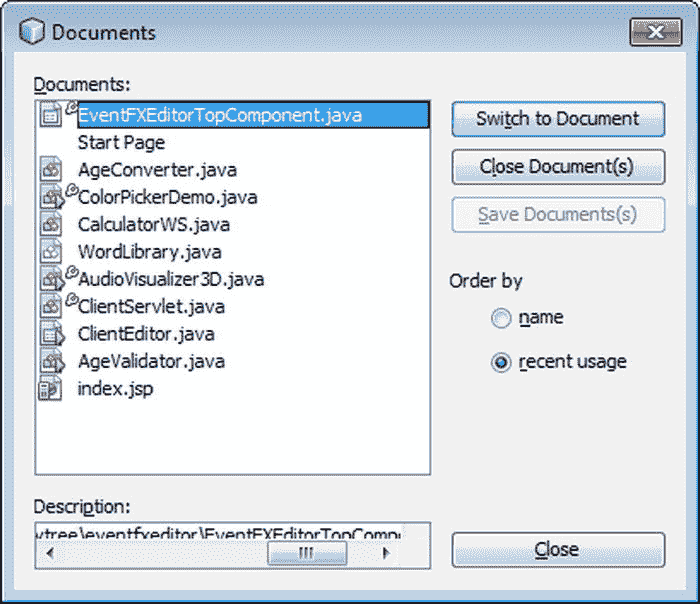 Documents
Documents:
EventFXEditorTopComponent.java
Start Page
AgeConverter.java
ColorPickerDemo.java
CalculatorWS.java
WordLibrary.java
AudioVisualizer3D.java
ClientServlet.java
ClientEditor.java
AgeValidator.java
index.jsp
Switch to Document
Close Document(s)
Save Documents(s)
Order by
name
recent usage
Description:
ytree\eventfxeditor\EventFXEditorTopCompo
Close